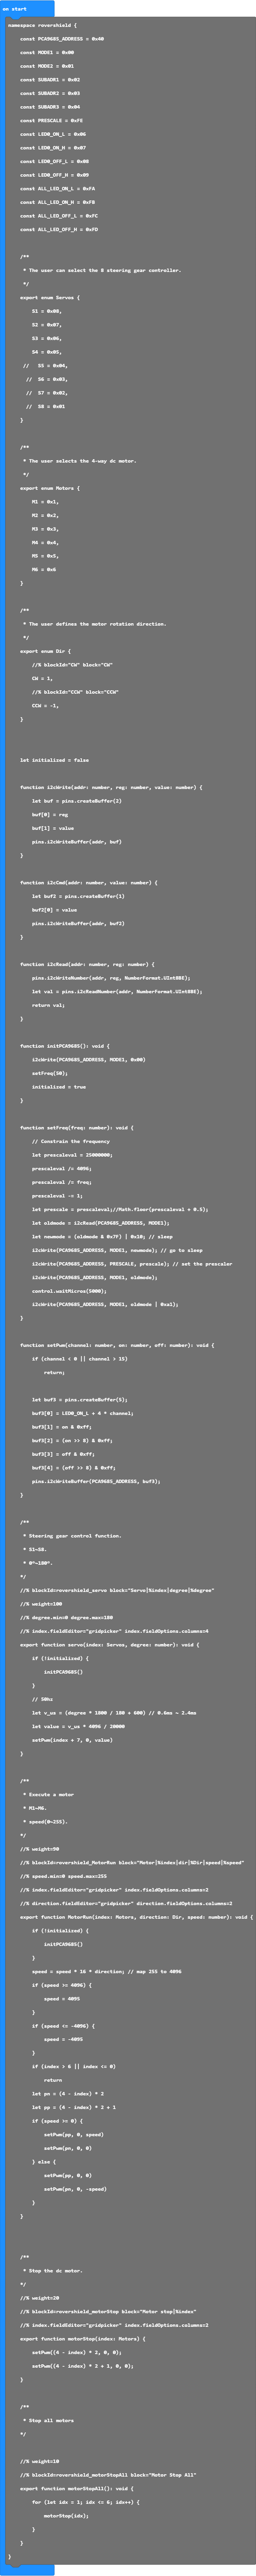 on start
namespace rovershield {
const PCA9685_ADDRESS = 0x40
const MODE1 = 0x00
const MODE2 = 0x01
const SUBADR1 = 0x02
const SUBADR2 = 0x03
const SUBADR3 = 0x04
const PRESCALE = 0xFE
const LED0_ON_L = 0x06
const LED0_ON_H = 0x07
const LED0_OFF_L = 0x08
const LED0_OFF_H = 0x09
const ALL_LED_ON_L = 0xFA
const ALL_LED_ON_H = 0xFB
const ALL_LED_OFF_L = 0xFC
const ALL_LED_OFF_H = 0xFD
/**
* The user can select the 8 steering gear controller.
*/
export enum Servos {
S1 = 0x08,
S2 = 0x07,
S3 = 0x06,
S4 = 0x05,
// S5 = 0x04,
// S6 = 0x03,
// S7 = 0x02,
// S8 = 0x01
}
/**
* The user selects the 4-way dc motor.
*/
export enum Motors {
M1 = 0x1,
M2 = 0x2,
M3 = 0x3,
M4 = 0x4,
M5 = 0x5,
M6 = 0x6
}
/**
* The user defines the motor rotation direction.
*/
export enum Dir {
//% blockId="CW" block="CW"
CW = 1,
//% blockId="CCW" block="CCW"
CCW = -1,
}
let initialized = false
function i2cWrite(addr: number, reg: number, value: number) {
let buf = pins.createBuffer(2)
buf[0] = reg
buf[1] = value
pins.i2cWriteBuffer(addr, buf)
}
function i2cCmd(addr: number, value: number) {
let buf2 = pins.createBuffer(1)
buf2[0] = value
pins.i2cWriteBuffer(addr, buf2)
}
function i2cRead(addr: number, reg: number) {
pins.i2cWriteNumber(addr, reg, NumberFormat.UInt8BE);
let val = pins.i2cReadNumber(addr, NumberFormat.UInt8BE);
return val;
}
function initPCA9685(): void {
i2cWrite(PCA9685_ADDRESS, MODE1, 0x00)
setFreq(50);
initialized = true
}
function setFreq(freq: number): void {
// Constrain the frequency
let prescaleval = 25000000;
prescaleval /= 4096;
prescaleval /= freq;
prescaleval -= 1;
let prescale = prescaleval;//Math.floor(prescaleval + 0.5);
let oldmode = i2cRead(PCA9685_ADDRESS, MODE1);
let newmode = (oldmode & 0x7F) | 0x10; // sleep
i2cWrite(PCA9685_ADDRESS, MODE1, newmode); // go to sleep
i2cWrite(PCA9685_ADDRESS, PRESCALE, prescale); // set the prescaler
i2cWrite(PCA9685_ADDRESS, MODE1, oldmode);
control.waitMicros(5000);
i2cWrite(PCA9685_ADDRESS, MODE1, oldmode | 0xa1);
}
function setPwm(channel: number, on: number, off: number): void {
if (channel < 0 || channel > 15)
return;
let buf3 = pins.createBuffer(5);
buf3[0] = LED0_ON_L + 4 * channel;
buf3[1] = on & 0xff;
buf3[2] = (on >> 8) & 0xff;
buf3[3] = off & 0xff;
buf3[4] = (off >> 8) & 0xff;
pins.i2cWriteBuffer(PCA9685_ADDRESS, buf3);
}
/**
* Steering gear control function.
* S1~S8.
* 0°~180°.
*/
//% blockId=rovershield_servo block="Servo|%index|degree|%degree"
//% weight=100
//% degree.min=0 degree.max=180
//% index.fieldEditor="gridpicker" index.fieldOptions.columns=4
export function servo(index: Servos, degree: number): void {
if (!initialized) {
initPCA9685()
}
// 50hz
let v_us = (degree * 1800 / 180 + 600) // 0.6ms ~ 2.4ms
let value = v_us * 4096 / 20000
setPwm(index + 7, 0, value)
}
/**
* Execute a motor
* M1~M6.
* speed(0~255).
*/
//% weight=90
//% blockId=rovershield_MotorRun block="Motor|%index|dir|%Dir|speed|%speed"
//% speed.min=0 speed.max=255
//% index.fieldEditor="gridpicker" index.fieldOptions.columns=2
//% direction.fieldEditor="gridpicker" direction.fieldOptions.columns=2
export function MotorRun(index: Motors, direction: Dir, speed: number): void {
if (!initialized) {
initPCA9685()
}
speed = speed * 16 * direction; // map 255 to 4096
if (speed >= 4096) {
speed = 4095
}
if (speed <= -4096) {
speed = -4095
}
if (index > 6 || index <= 0)
return
let pn = (4 - index) * 2
let pp = (4 - index) * 2 + 1
if (speed >= 0) {
setPwm(pp, 0, speed)
setPwm(pn, 0, 0)
} else {
setPwm(pp, 0, 0)
setPwm(pn, 0, -speed)
}
}
/**
* Stop the dc motor.
*/
//% weight=20
//% blockId=rovershield_motorStop block="Motor stop|%index"
//% index.fieldEditor="gridpicker" index.fieldOptions.columns=2
export function motorStop(index: Motors) {
setPwm((4 - index) * 2, 0, 0);
setPwm((4 - index) * 2 + 1, 0, 0);
}
/**
* Stop all motors
*/
//% weight=10
//% blockId=rovershield_motorStopAll block="Motor Stop All"
export function motorStopAll(): void {
for (let idx = 1; idx <= 6; idx++) {
motorStop(idx);
}
}
}